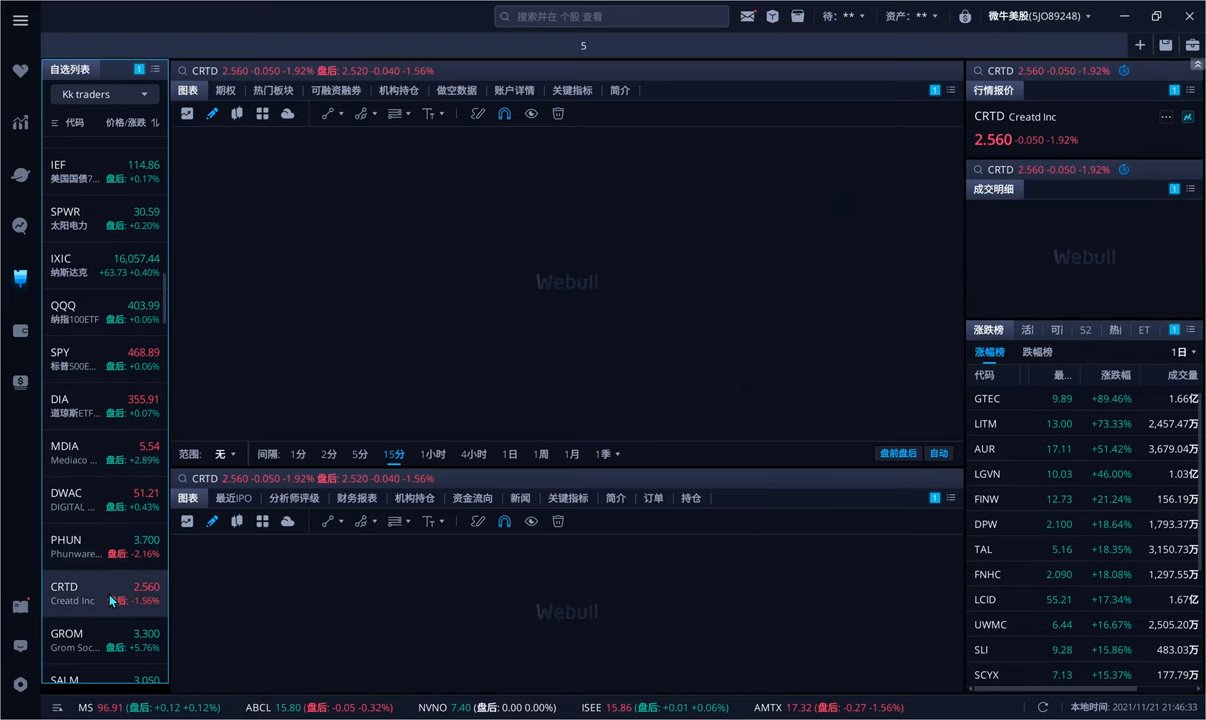 搜索并在 个股 查看
待: **
资产: **
微牛美股(5JO89248)
5
自选列表 1
Kk traders
代码 价格/涨跌
IEF 114.86
美国国债7... 盘后: +0.17%
SPWR 30.59
太阳电力 盘后: +0.20%
IXIC 16,057.44
纳斯达克 +63.73 +0.40%
QQQ 403.99
纳指100ETF 盘后: +0.06%
SPY 468.89
标普500E... 盘后: +0.06%
DIA 355.91
道琼斯ETF... 盘后: +0.07%
MDIA 5.54
Mediaco ... 盘后: +2.89%
DWAC 51.21
DIGITAL ... 盘后: +0.43%
PHUN 3.700
Phunware... 盘后: -2.16%
CRTD 2.560
Creatd Inc 后: -1.56%
GROM 3.300
Grom Soc... 盘后: +5.76%
SALM 3.050
CRTD 2.560 -0.050 -1.92% 盘后: 2.520 -0.040 -1.56%
图表 期权 热门板块 可融资融券 机构持仓 做空数据 账户详情 关键指标 简介 1
Webull
范围: 无 间隔: 1分 2分 5分 15分 1小时 4小时 1日 1周 1月 1季 盘前盘后 自动
CRTD 2.560 -0.050 -1.92% 盘后: 2.520 -0.040 -1.56%
图表 最近IPO 分析师评级 财务报表 机构持仓 资金流向 新闻 关键指标 简介 订单 持仓 1
Webull
CRTD 2.560 -0.050 -1.92%
行情报价 1
CRTD Creatd Inc
2.560 -0.050 -1.92%
CRTD 2.560 -0.050 -1.92%
成交明细 1
Webull
涨跌榜 52 ET 1
涨幅榜 跌幅榜 1日
代码 最... 涨跌幅 成交量
GTEC 9.89 +89.46% 1.66亿
LITM 13.00 +73.33% 2,457.47万
AUR 17.11 +51.42% 3,679.04万
LGVN 10.03 +46.00% 1.03亿
FINW 12.73 +21.24% 156.19万
DPW 2.100 +18.64% 1,793.37万
TAL 5.16 +18.35% 3,150.73万
FNHC 2.090 +18.08% 1,297.55万
LCID 55.21 +17.34% 1.67亿
UWMC 6.44 +16.67% 2,505.20万
SLI 9.28 +15.86% 483.03万
SCYX 7.13 +15.37% 177.79万
MS 96.91 (盘后: +0.12 +0.12%) ABCL 15.80 (盘后: -0.05 -0.32%) NVNO 7.40 (盘后: 0.00 0.00%) ISEE 15.86 (盘后: +0.01 +0.06%) AMTX 17.32 (盘后: -0.27 -1.56%) 本地时间: 2021/11/21 21:46:33